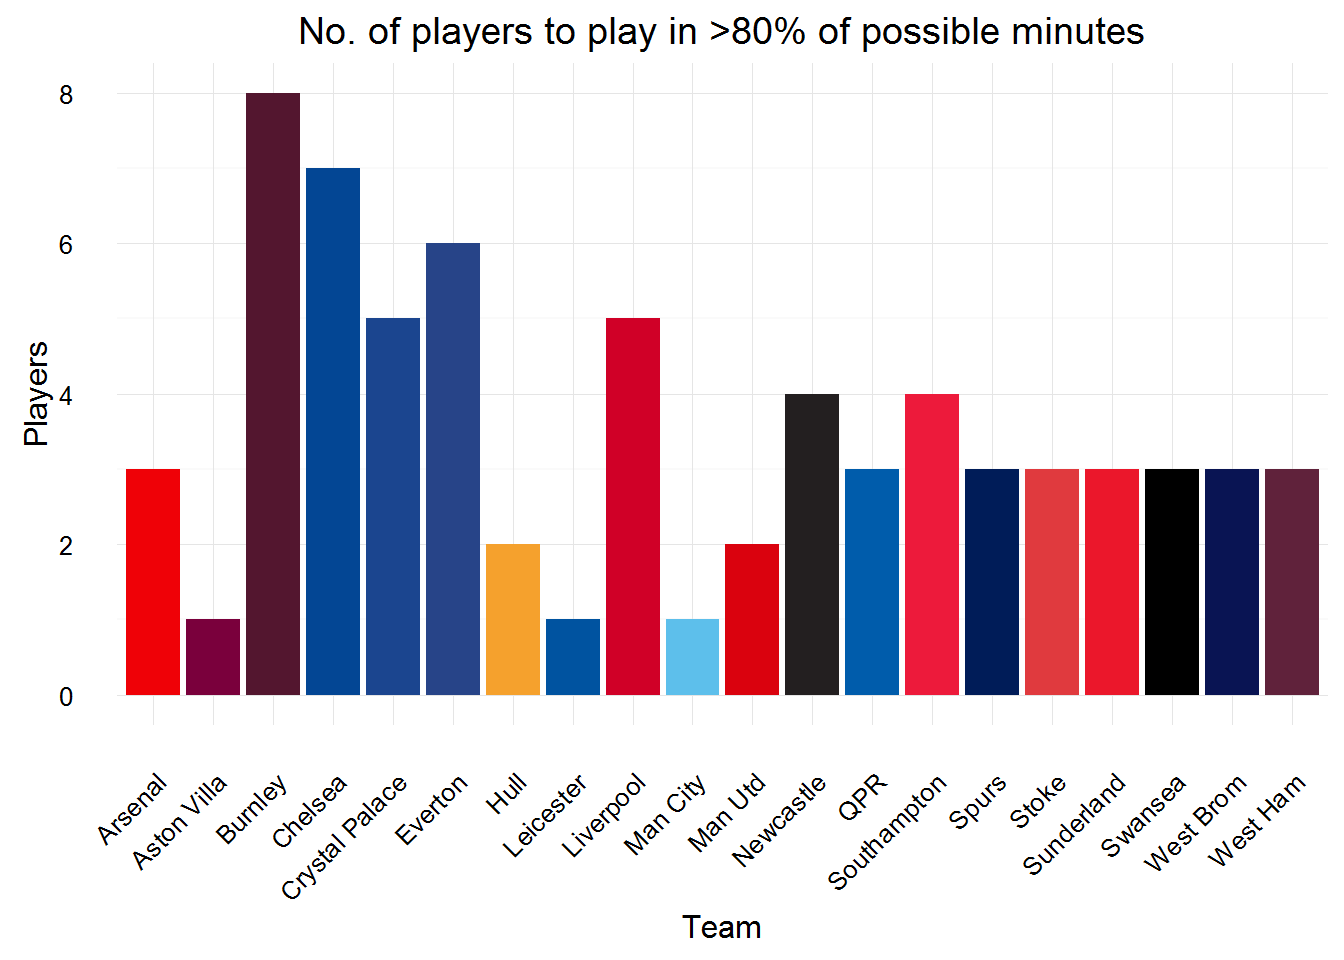 No. of players to play in >80% of possible minutes
8
6
4
2
0
Players
Arsenal
Aston Villa
Burnley
Chelsea
Crystal Palace
Everton
Hull
Leicester
Liverpool
Man City
Man Utd
Newcastle
QPR
Southampton
Spurs
Stoke
Sunderland
Swansea
West Brom
West Ham
Team